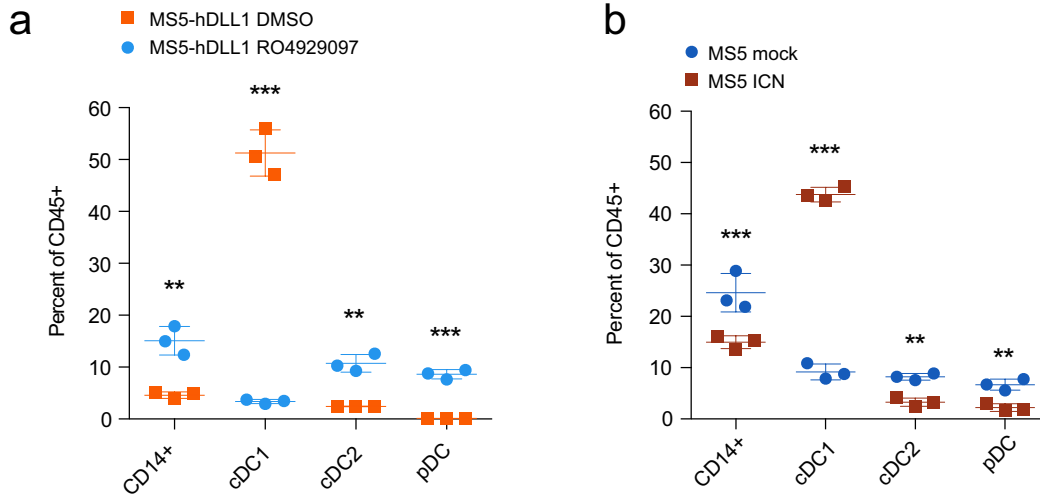 a
MS5-hDLL1 DMSO
MS5-hDLL1 RO4929097
Percent of CD45+
60
50
40
30
20
10
0
**
***
**
***
CD14+
cDC1
cDC2
pDC
b
MS5 mock
MS5 ICN
Percent of CD45+
60
50
40
30
20
10
0
***
***
**
**
CD14+
cDC1
cDC2
pDC